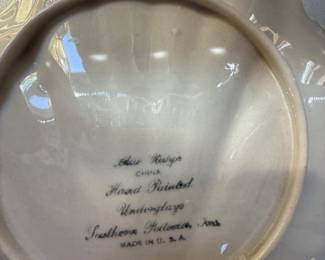 Blue Ridge
CHINA
Hand Painted
Underglaze
Southern Potteries, Inc.
MADE IN U. S. A.